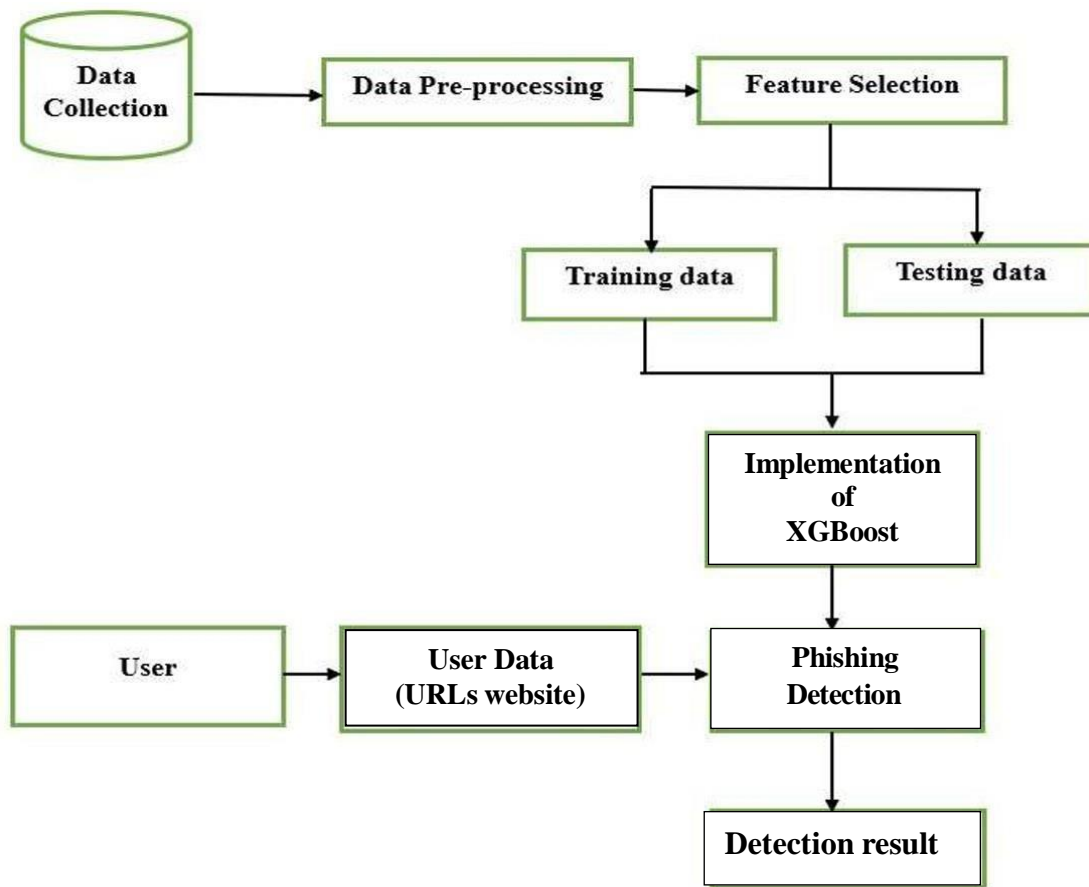 Data
Collection
Data Pre-processing
Feature Selection
Training data
Testing data
Implementation
of
XGBoost
User
User Data
(URLs website)
Phishing
Detection
Detection result